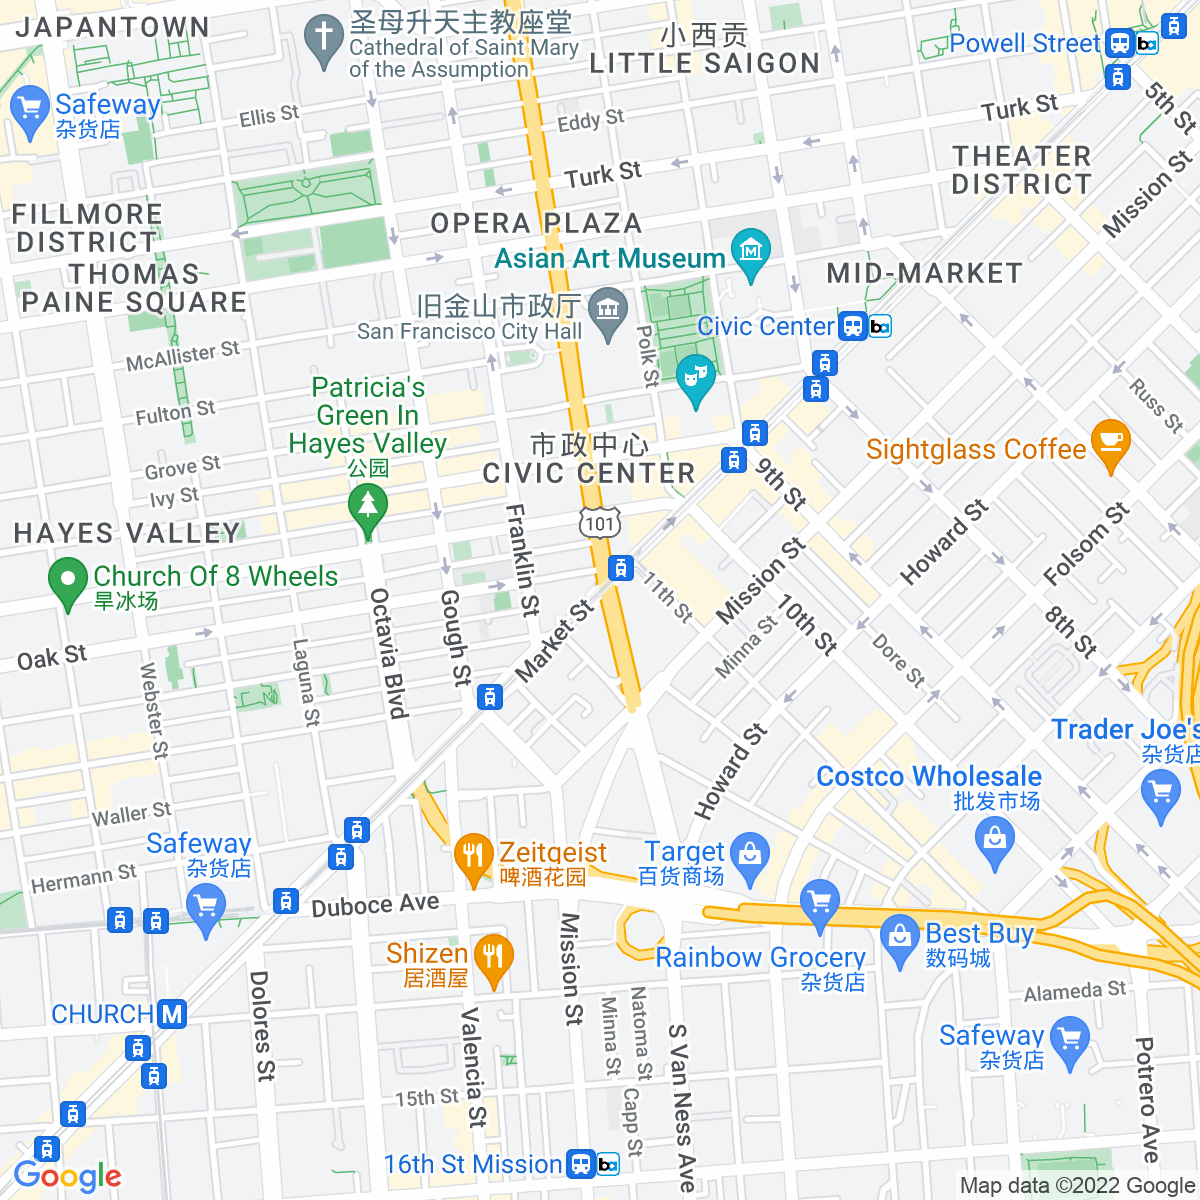 JAPANTOWN
圣母升天主教座堂
Cathedral of Saint Mary
of the Assumption
小西贡
LITTLE SAIGON
Powell Street
Safeway
杂货店
Ellis St
Eddy St
Turk St
5th St
Turk St
THEATER
DISTRICT
Mission St
FILLMORE
DISTRICT
OPERA PLAZA
Asian Art Museum
THOMAS
PAINE SQUARE
MID-MARKET
旧金山市政厅
San Francisco City Hall
Civic Center
Polk St
McAllister St
Patricia's
Green In
Hayes Valley
公园
Fulton St
Russ St
市政中心
CIVIC CENTER
Sightglass Coffee
Grove St
Ivy St
9th St
HAYES VALLEY
101
Franklin St
Howard St
Folsom St
Church Of 8 Wheels
旱冰场
Mission St
11th St
10th St
8th St
Octavia Blvd
Gough St
Market St
Minna St
Dore St
Oak St
Laguna St
Webster St
Trader Joe's
杂货店
Howard St
Costco Wholesale
批发市场
Waller St
Safeway
杂货店
Zeitgeist
啤酒花园
Target
百货商场
Hermann St
Duboce Ave
Mission St
Best Buy
数码城
Shizen
居酒屋
Rainbow Grocery
杂货店
Alameda St
CHURCH
M
Dolores St
Valencia St
Minna St
Natoma St
S Van Ness Ave
Safeway
杂货店
Potrero Ave
15th St
Capp St
16th St Mission
Google
Map data ©2022 Google